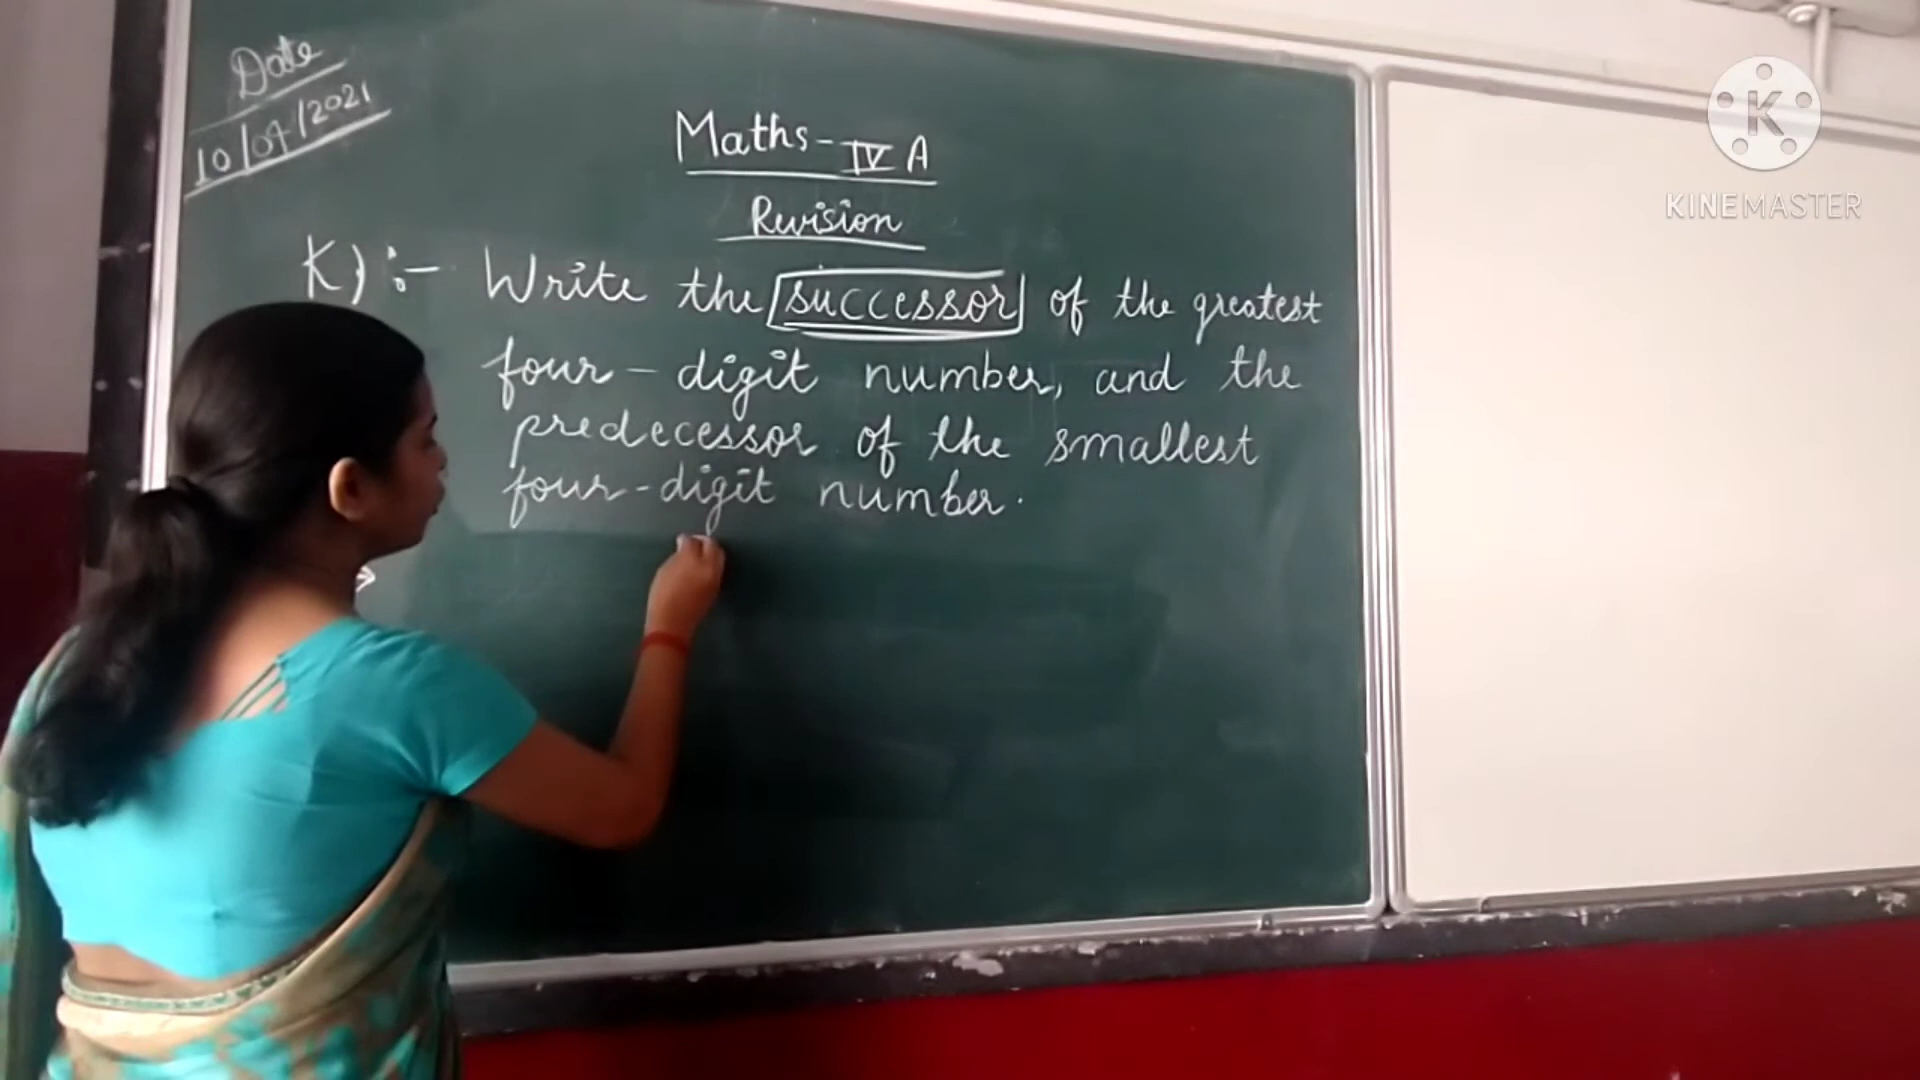 Date
10/07/2021
Maths - IV A
Revision
K) :- Write the successor of the greatest
four - digit number, and the
predecessor of the smallest
four - digit number.
K
KINEMASTER